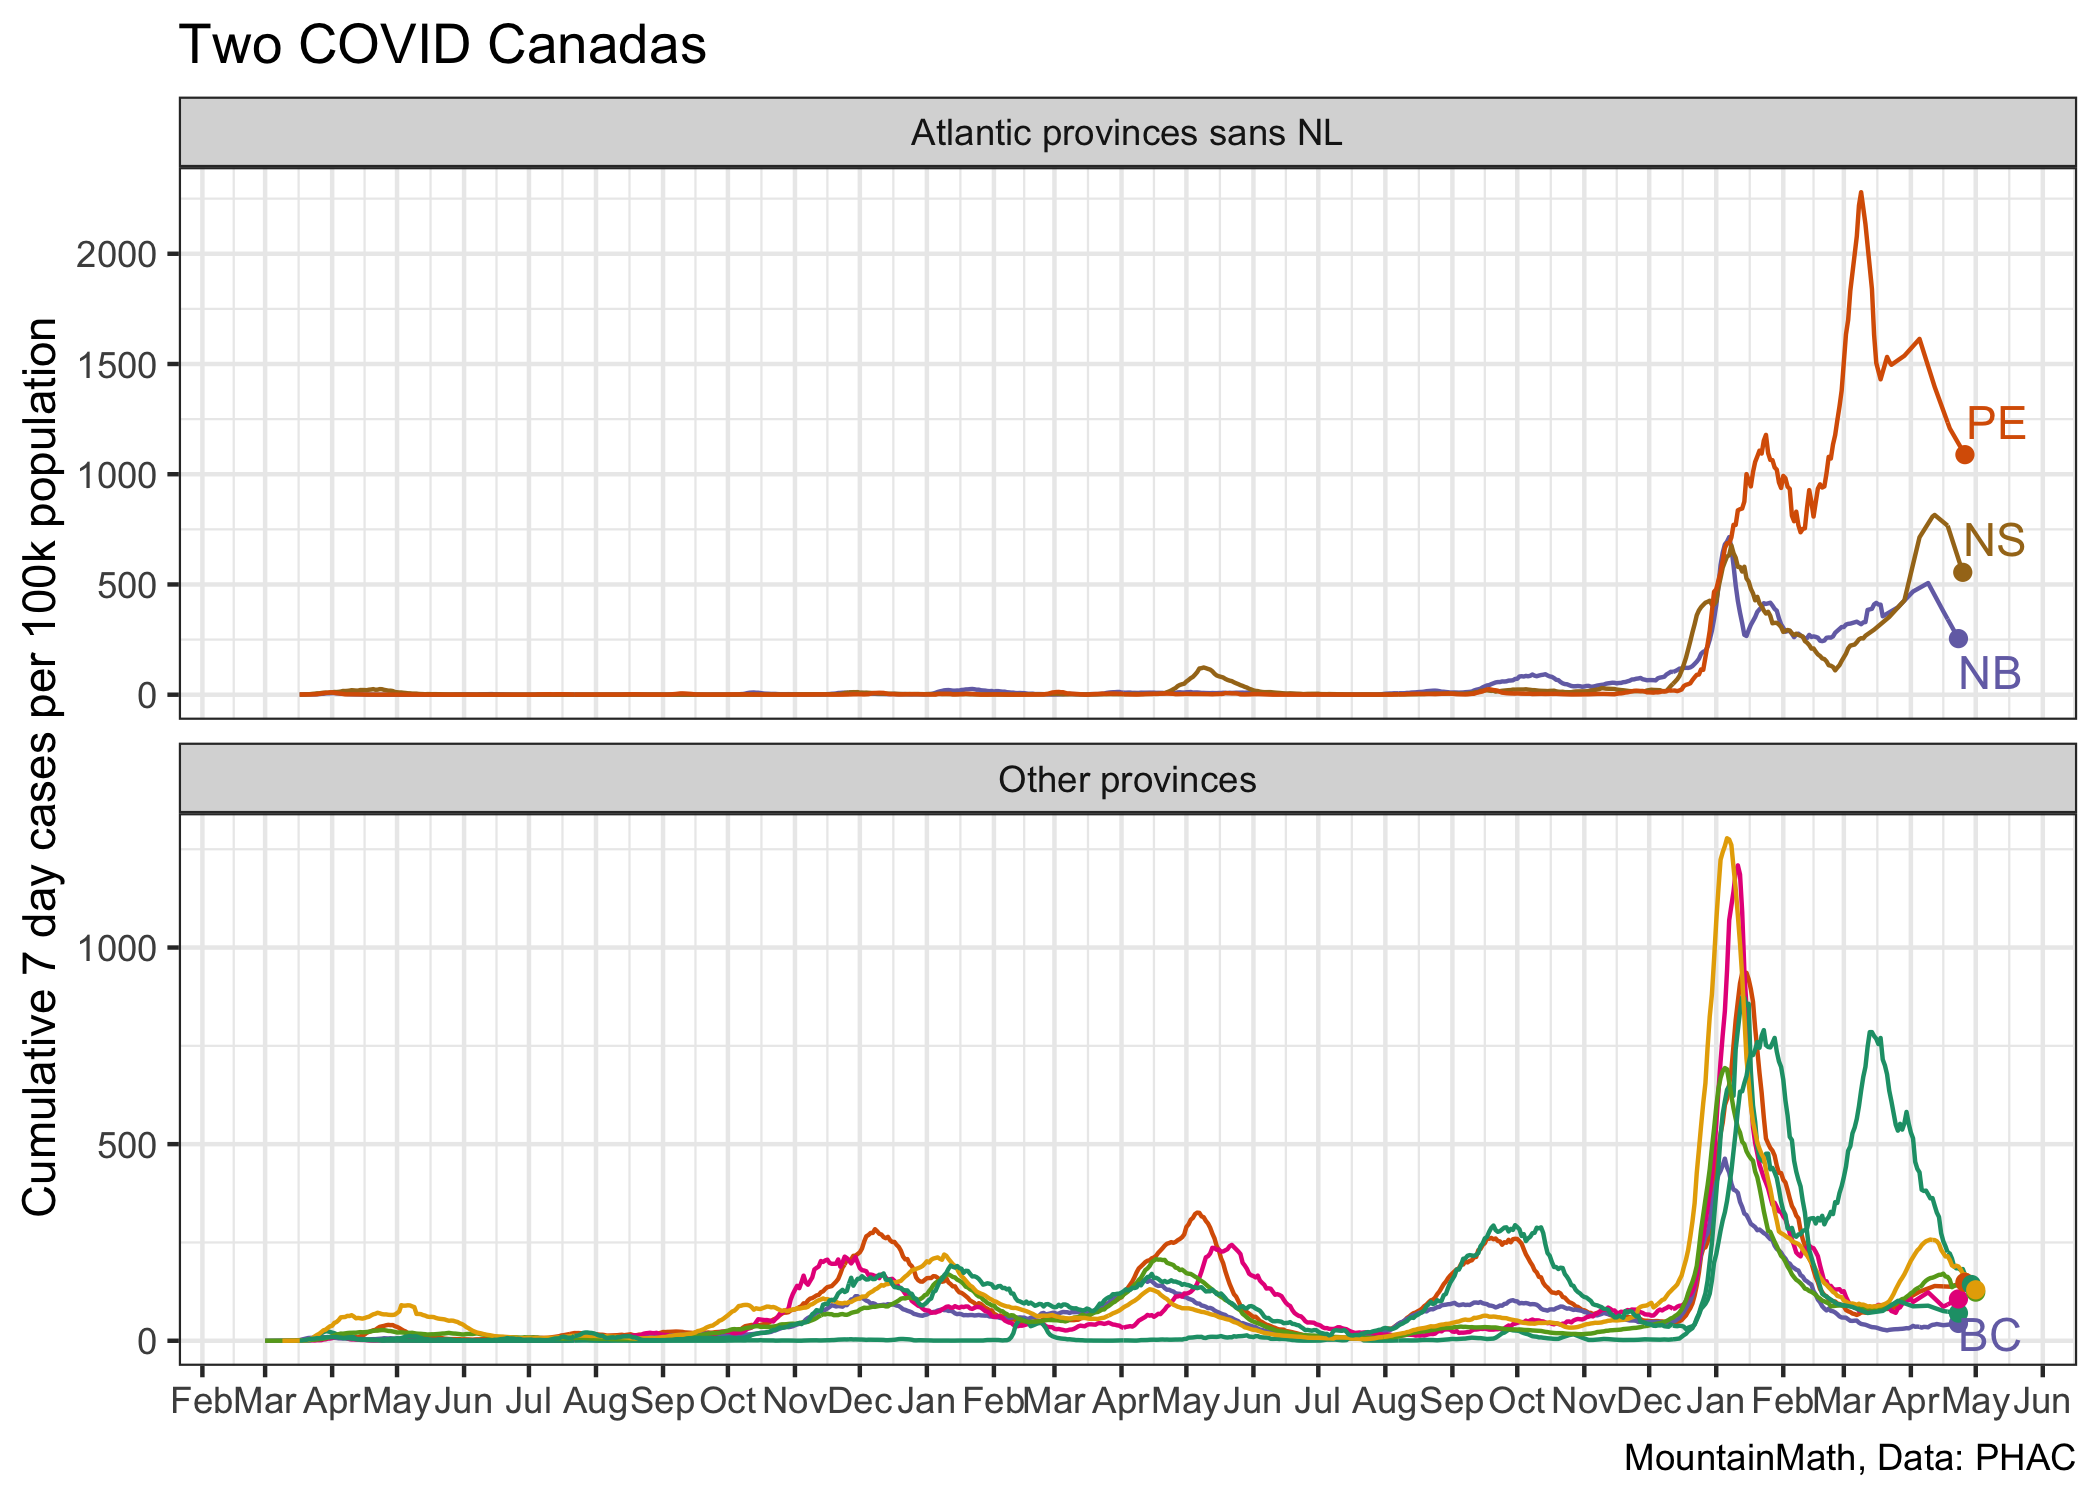 Two COVID Canadas
Atlantic provinces sans NL
Cumulative 7 day cases per 100k population
2000
1500
1000
500
0
PE
NS
NB
Other provinces
1000
500
0
BC
Feb Mar Apr May Jun Jul Aug Sep Oct Nov Dec Jan Feb Mar Apr May Jun Jul Aug Sep Oct Nov Dec Jan Feb Mar Apr May Jun
MountainMath, Data: PHAC